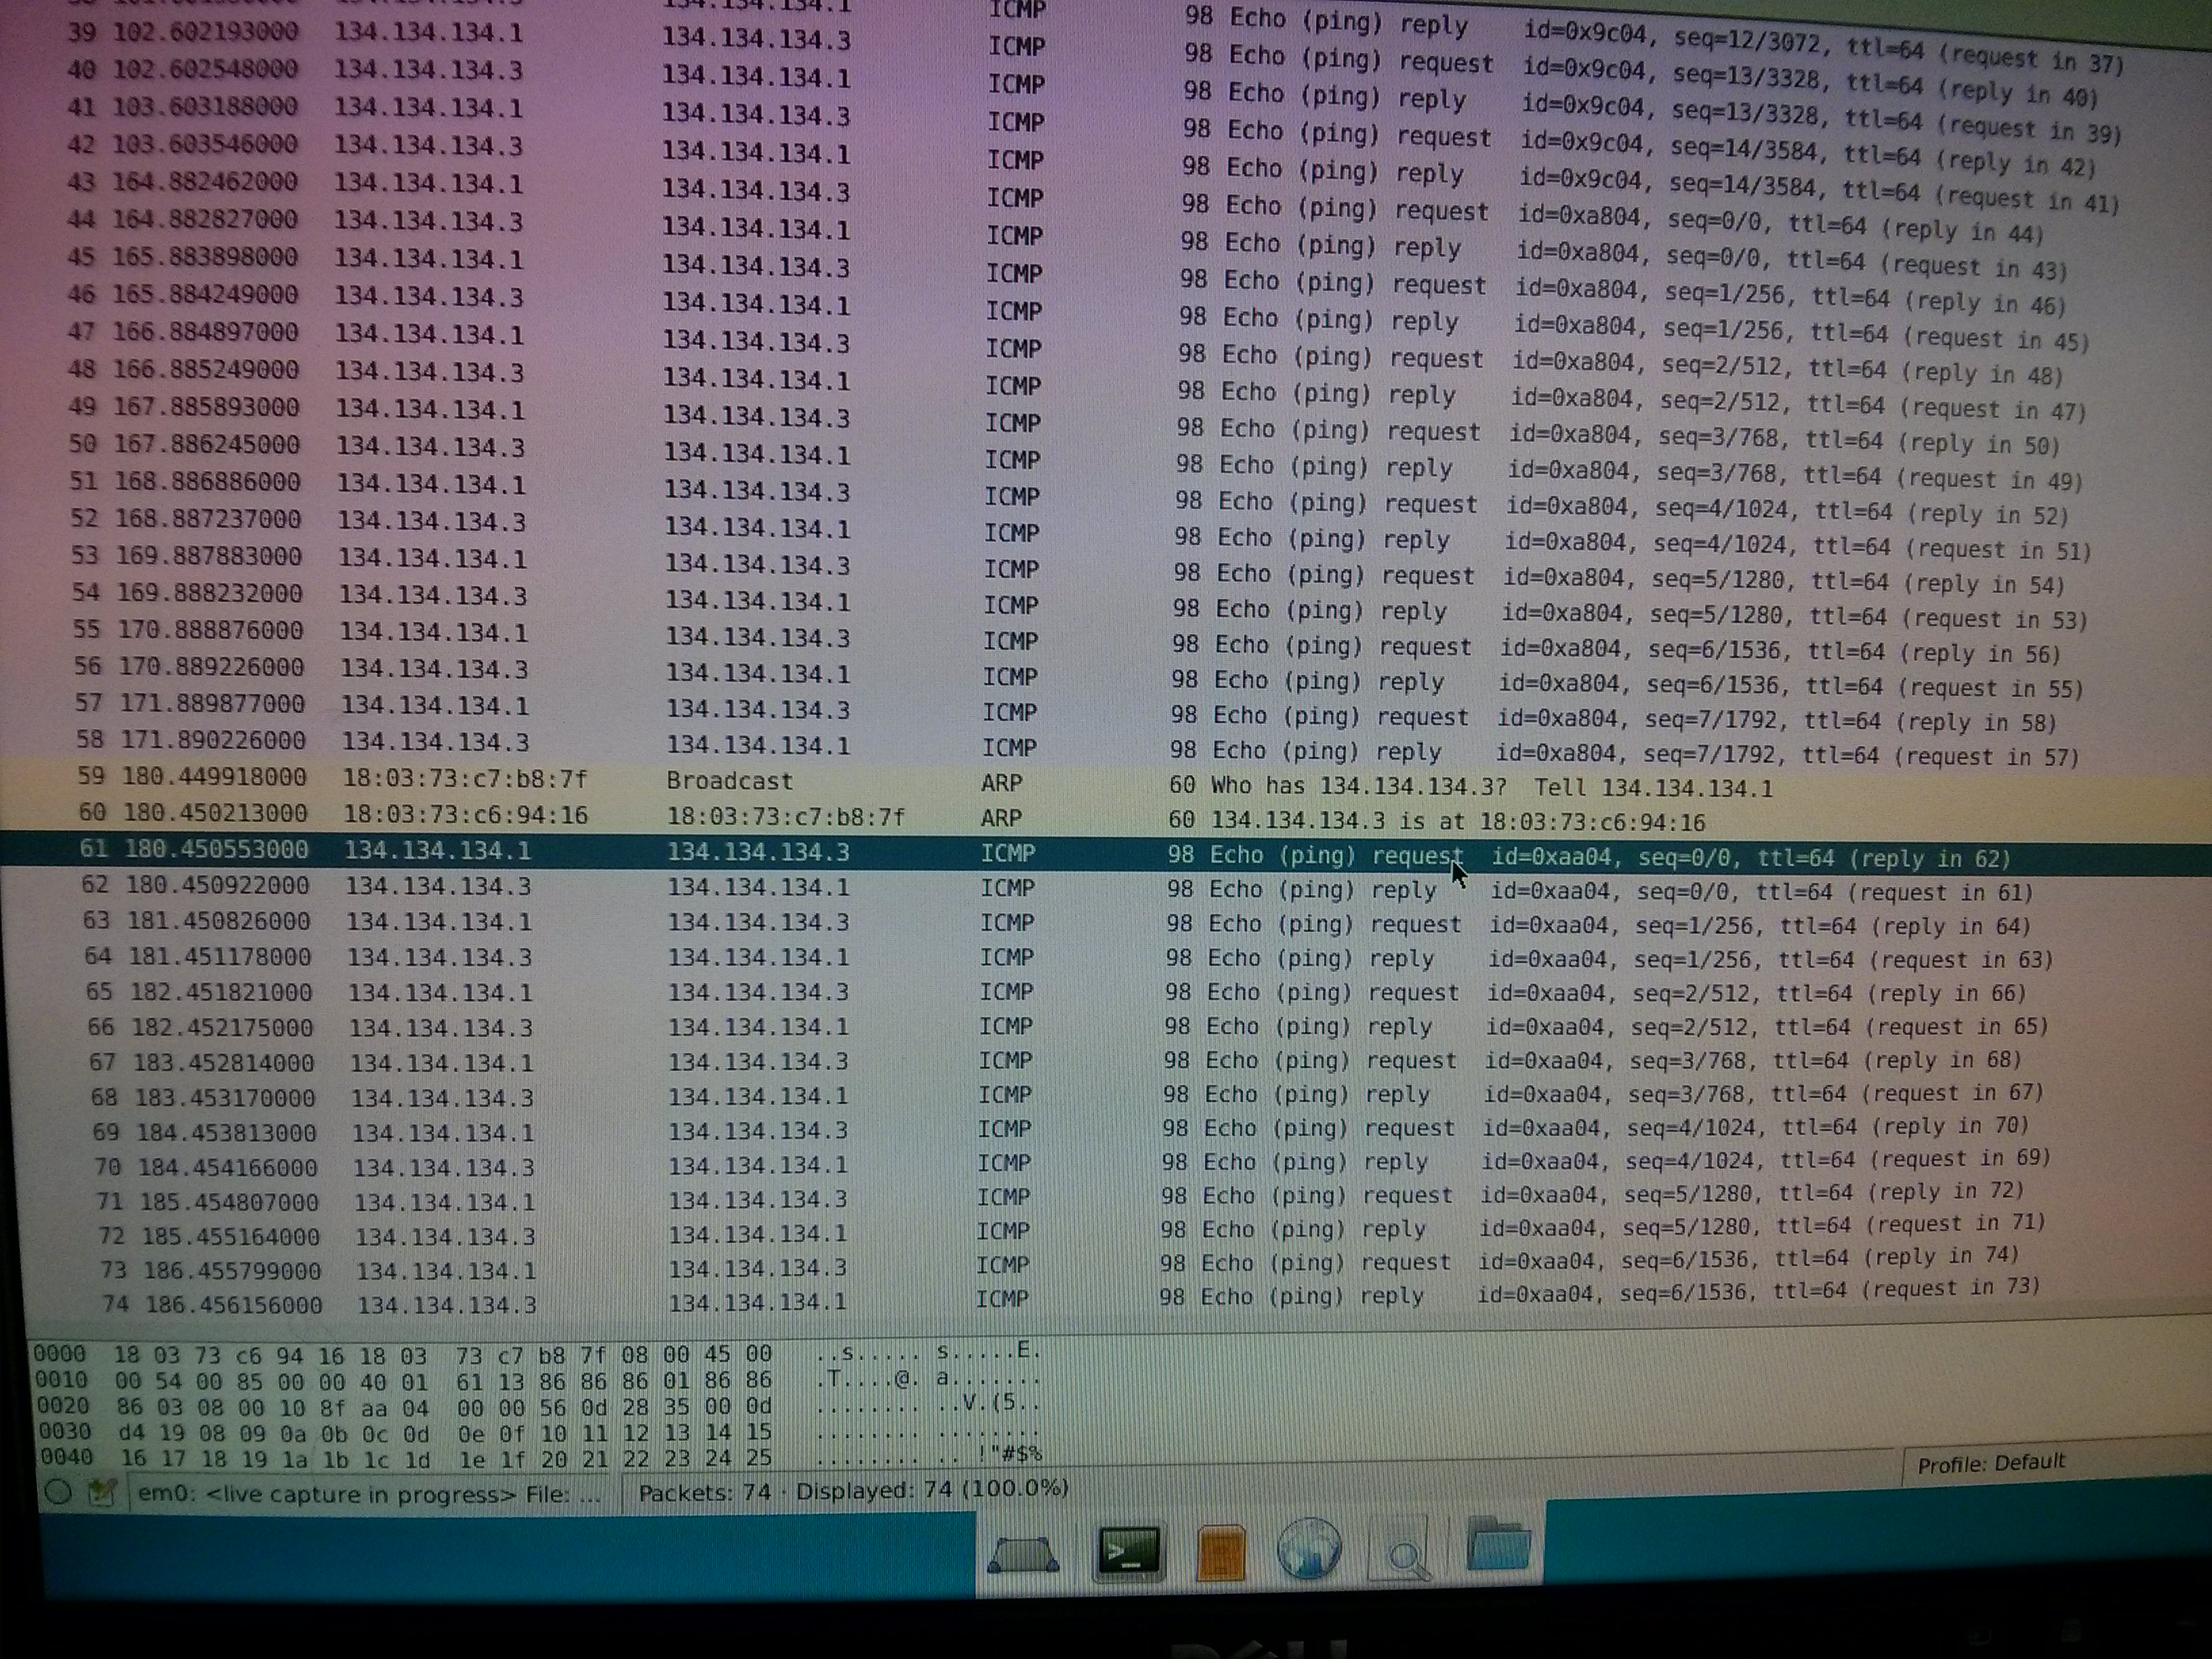 134.134.134.1 ICMP 98 Echo (ping) reply id=0x9c04, seq=12/3072, ttl=64 (request in 37)
39 102.602193000 134.134.134.1 134.134.134.3 ICMP 98 Echo (ping) request id=0x9c04, seq=13/3328, ttl=64 (reply in 40)
40 102.602548000 134.134.134.3 134.134.134.1 ICMP 98 Echo (ping) reply id=0x9c04, seq=13/3328, ttl=64 (request in 39)
41 103.603188000 134.134.134.1 134.134.134.3 ICMP 98 Echo (ping) request id=0x9c04, seq=14/3584, ttl=64 (reply in 42)
42 103.603546000 134.134.134.3 134.134.134.1 ICMP 98 Echo (ping) reply id=0x9c04, seq=14/3584, ttl=64 (request in 41)
43 164.882462000 134.134.134.1 134.134.134.3 ICMP 98 Echo (ping) request id=0xa804, seq=0/0, ttl=64 (reply in 44)
44 164.882827000 134.134.134.3 134.134.134.1 ICMP 98 Echo (ping) reply id=0xa804, seq=0/0, ttl=64 (request in 43)
45 165.883898000 134.134.134.1 134.134.134.3 ICMP 98 Echo (ping) request id=0xa804, seq=1/256, ttl=64 (reply in 46)
46 165.884249000 134.134.134.3 134.134.134.1 ICMP 98 Echo (ping) reply id=0xa804, seq=1/256, ttl=64 (request in 45)
47 166.884897000 134.134.134.1 134.134.134.3 ICMP 98 Echo (ping) request id=0xa804, seq=2/512, ttl=64 (reply in 48)
48 166.885249000 134.134.134.3 134.134.134.1 ICMP 98 Echo (ping) reply id=0xa804, seq=2/512, ttl=64 (request in 47)
49 167.885893000 134.134.134.1 134.134.134.3 ICMP 98 Echo (ping) request id=0xa804, seq=3/768, ttl=64 (reply in 50)
50 167.886245000 134.134.134.3 134.134.134.1 ICMP 98 Echo (ping) reply id=0xa804, seq=3/768, ttl=64 (request in 49)
51 168.886886000 134.134.134.1 134.134.134.3 ICMP 98 Echo (ping) request id=0xa804, seq=4/1024, ttl=64 (reply in 52)
52 168.887237000 134.134.134.3 134.134.134.1 ICMP 98 Echo (ping) reply id=0xa804, seq=4/1024, ttl=64 (request in 51)
53 169.887883000 134.134.134.1 134.134.134.3 ICMP 98 Echo (ping) request id=0xa804, seq=5/1280, ttl=64 (reply in 54)
54 169.888232000 134.134.134.3 134.134.134.1 ICMP 98 Echo (ping) reply id=0xa804, seq=5/1280, ttl=64 (request in 53)
55 170.888876000 134.134.134.1 134.134.134.3 ICMP 98 Echo (ping) request id=0xa804, seq=6/1536, ttl=64 (reply in 56)
56 170.889226000 134.134.134.3 134.134.134.1 ICMP 98 Echo (ping) reply id=0xa804, seq=6/1536, ttl=64 (request in 55)
57 171.889877000 134.134.134.1 134.134.134.3 ICMP 98 Echo (ping) request id=0xa804, seq=7/1792, ttl=64 (reply in 58)
58 171.890226000 134.134.134.3 134.134.134.1 ICMP 98 Echo (ping) reply id=0xa804, seq=7/1792, ttl=64 (request in 57)
59 180.449918000 18:03:73:c7:b8:7f Broadcast ARP 60 Who has 134.134.134.3? Tell 134.134.134.1
60 180.450213000 18:03:73:c6:94:16 18:03:73:c7:b8:7f ARP 60 134.134.134.3 is at 18:03:73:c6:94:16
61 180.450553000 134.134.134.1 134.134.134.3 ICMP 98 Echo (ping) request id=0xaa04, seq=0/0, ttl=64 (reply in 62)
62 180.450922000 134.134.134.3 134.134.134.1 ICMP 98 Echo (ping) reply id=0xaa04, seq=0/0, ttl=64 (request in 61)
63 181.450826000 134.134.134.1 134.134.134.3 ICMP 98 Echo (ping) request id=0xaa04, seq=1/256, ttl=64 (reply in 64)
64 181.451178000 134.134.134.3 134.134.134.1 ICMP 98 Echo (ping) reply id=0xaa04, seq=1/256, ttl=64 (request in 63)
65 182.451821000 134.134.134.1 134.134.134.3 ICMP 98 Echo (ping) request id=0xaa04, seq=2/512, ttl=64 (reply in 66)
66 182.452175000 134.134.134.3 134.134.134.1 ICMP 98 Echo (ping) reply id=0xaa04, seq=2/512, ttl=64 (request in 65)
67 183.452814000 134.134.134.1 134.134.134.3 ICMP 98 Echo (ping) request id=0xaa04, seq=3/768, ttl=64 (reply in 68)
68 183.453170000 134.134.134.3 134.134.134.1 ICMP 98 Echo (ping) reply id=0xaa04, seq=3/768, ttl=64 (request in 67)
69 184.453813000 134.134.134.1 134.134.134.3 ICMP 98 Echo (ping) request id=0xaa04, seq=4/1024, ttl=64 (reply in 70)
70 184.454166000 134.134.134.3 134.134.134.1 ICMP 98 Echo (ping) reply id=0xaa04, seq=4/1024, ttl=64 (request in 69)
71 185.454807000 134.134.134.1 134.134.134.3 ICMP 98 Echo (ping) request id=0xaa04, seq=5/1280, ttl=64 (reply in 72)
72 185.455164000 134.134.134.3 134.134.134.1 ICMP 98 Echo (ping) reply id=0xaa04, seq=5/1280, ttl=64 (request in 71)
73 186.455799000 134.134.134.1 134.134.134.3 ICMP 98 Echo (ping) request id=0xaa04, seq=6/1536, ttl=64 (reply in 74)
74 186.456156000 134.134.134.3 134.134.134.1 ICMP 98 Echo (ping) reply id=0xaa04, seq=6/1536, ttl=64 (request in 73)
0000 18 03 73 c6 94 16 18 03 73 c7 b8 7f 08 00 45 00 ..s..... s.....E.
0010 00 54 00 85 00 00 40 01 61 13 86 86 86 01 86 86 .T....@. a.......
0020 86 03 08 00 10 8f aa 04 00 00 56 0d 28 35 00 0d ........ ..V.(5..
0030 d4 19 08 09 0a 0b 0c 0d 0e 0f 10 11 12 13 14 15 ........ ........
0040 16 17 18 19 1a 1b 1c 1d 1e 1f 20 21 22 23 24 25 ........ .. !"#$%
em0: <live capture in progress> File: ... Packets: 74 · Displayed: 74 (100.0%) Profile: Default